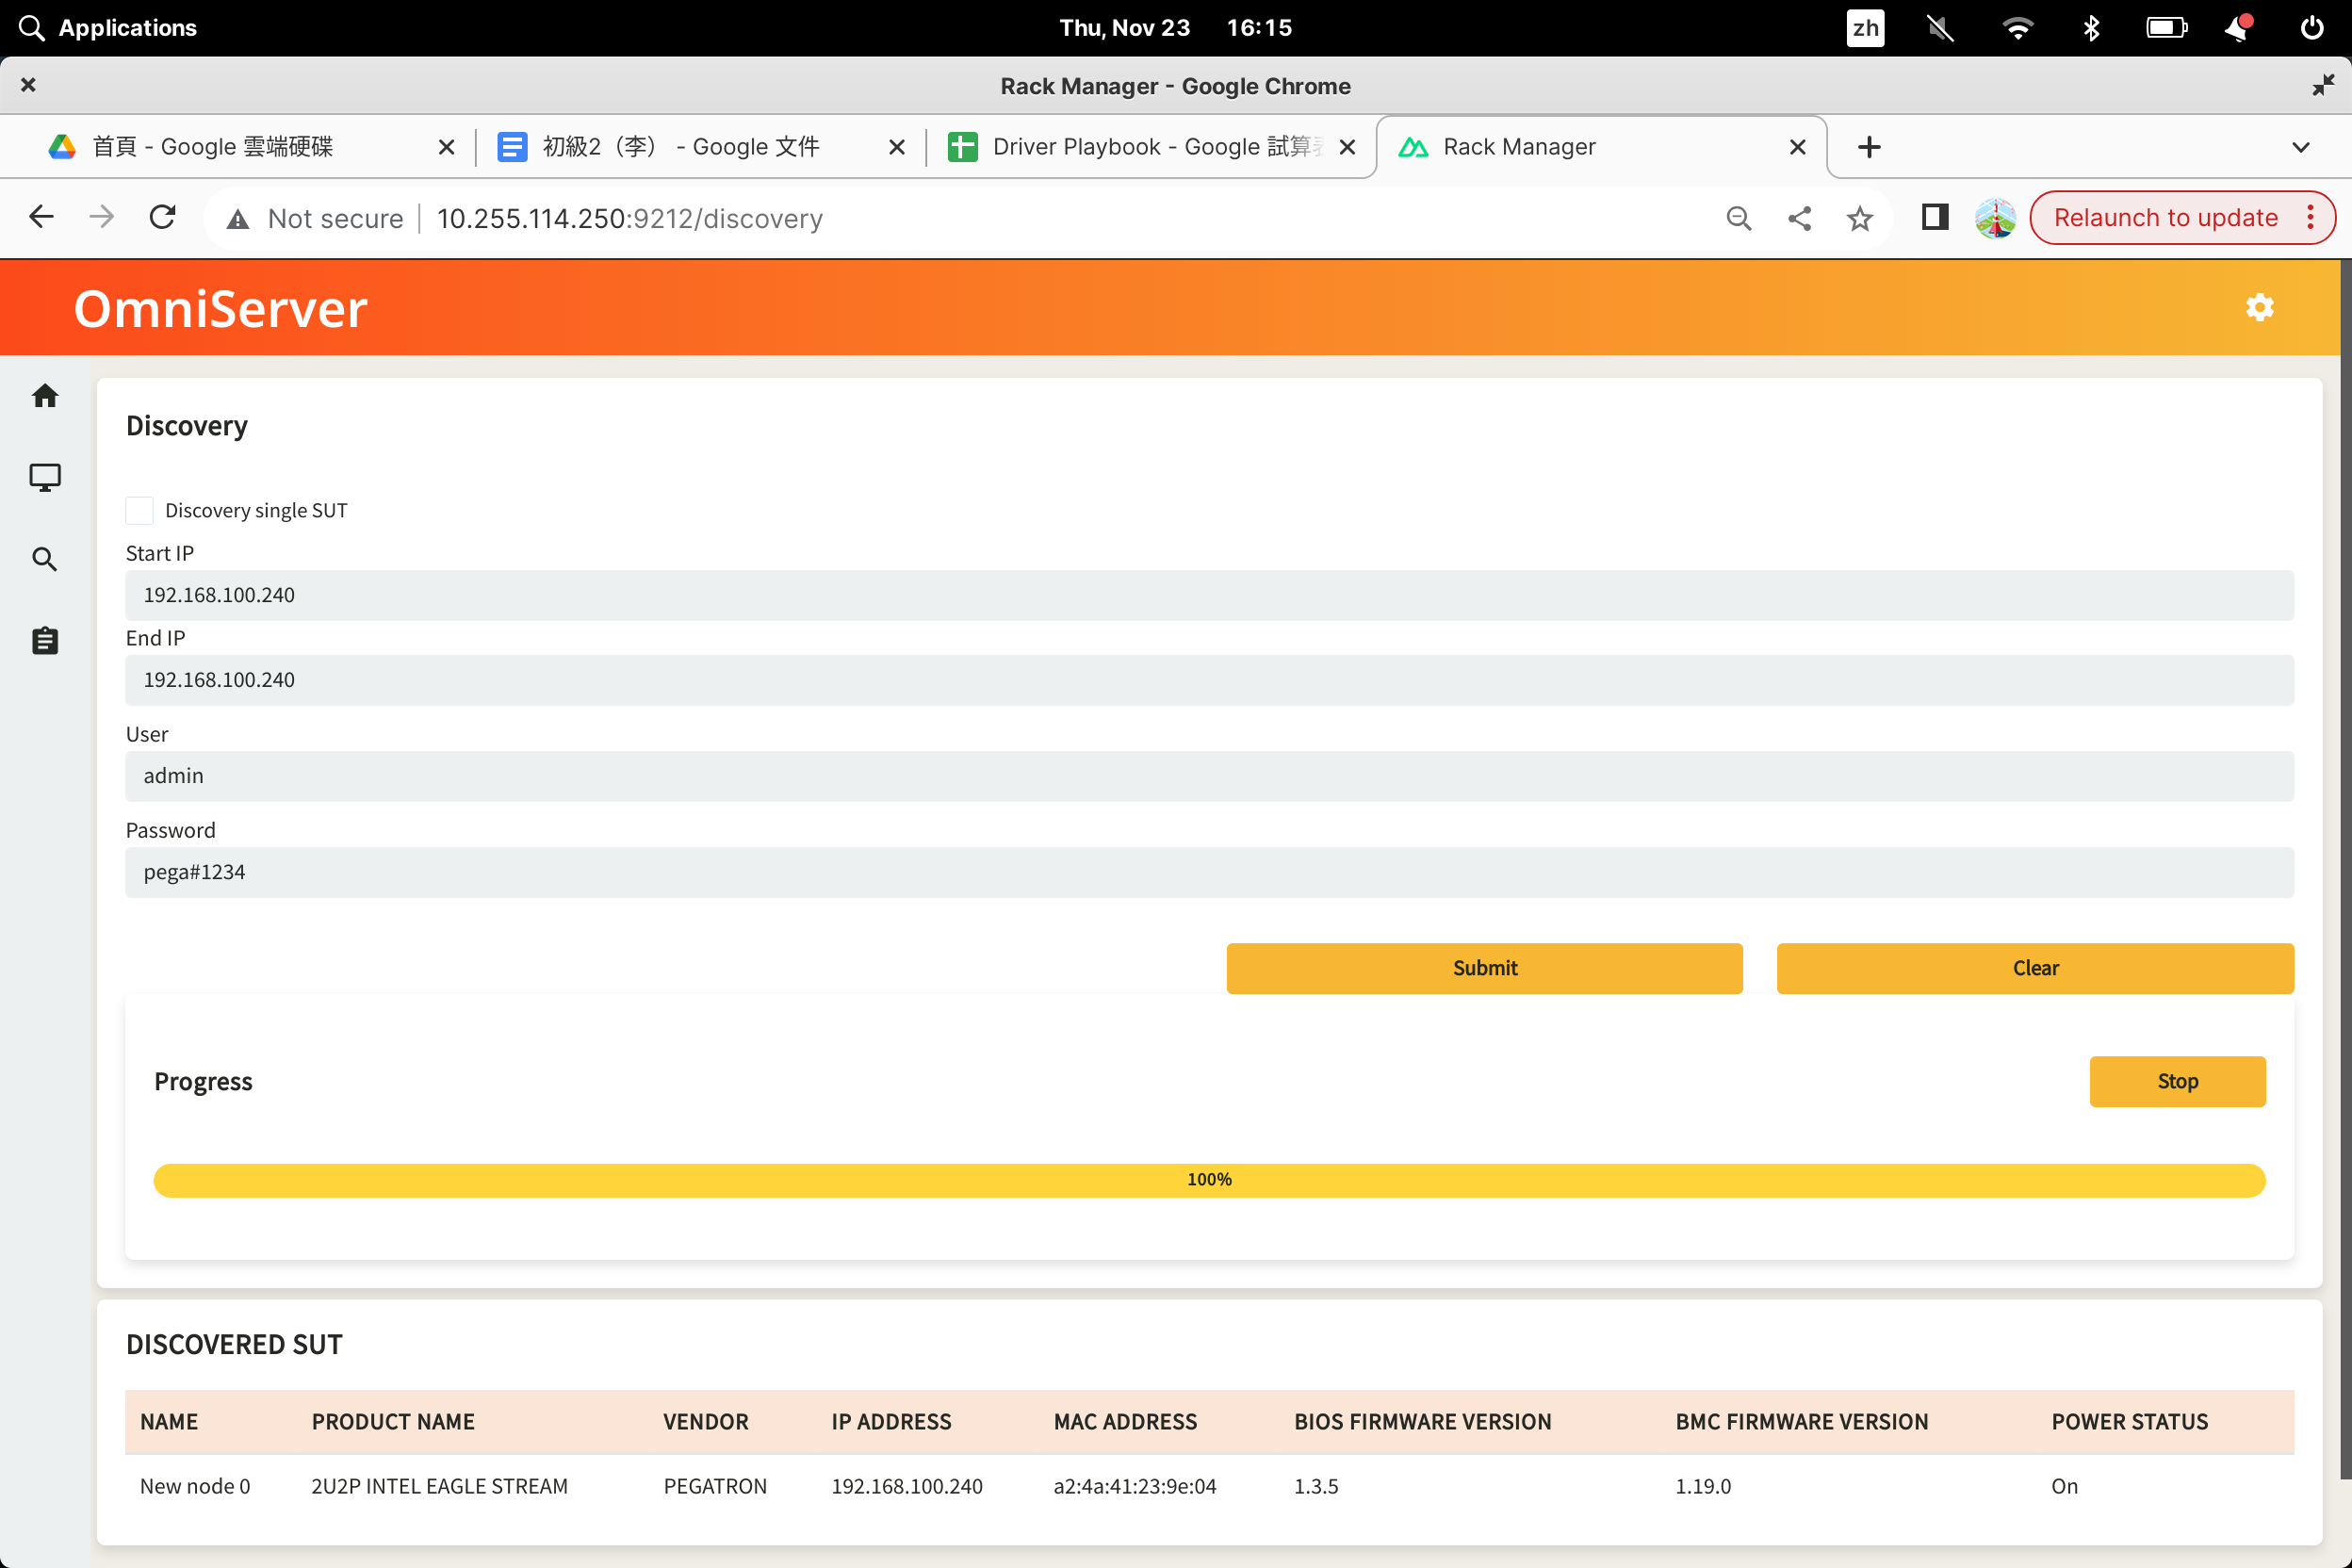 Applications
Thu, Nov 23 16:15
zh
Rack Manager - Google Chrome
首頁 - Google 雲端硬碟
初級2（李） - Google 文件
Driver Playbook - Google 試算
Rack Manager
Not secure
10.255.114.250:9212/discovery
Relaunch to update
OmniServer
Discovery
Discovery single SUT
Start IP
192.168.100.240
End IP
192.168.100.240
User
admin
Password
pega#1234
Submit Clear
Progress
Stop
100%
DISCOVERED SUT
NAME PRODUCT NAME VENDOR IP ADDRESS MAC ADDRESS BIOS FIRMWARE VERSION BMC FIRMWARE VERSION POWER STATUS
New node 0 2U2P INTEL EAGLE STREAM PEGATRON 192.168.100.240 a2:4a:41:23:9e:04 1.3.5 1.19.0 On